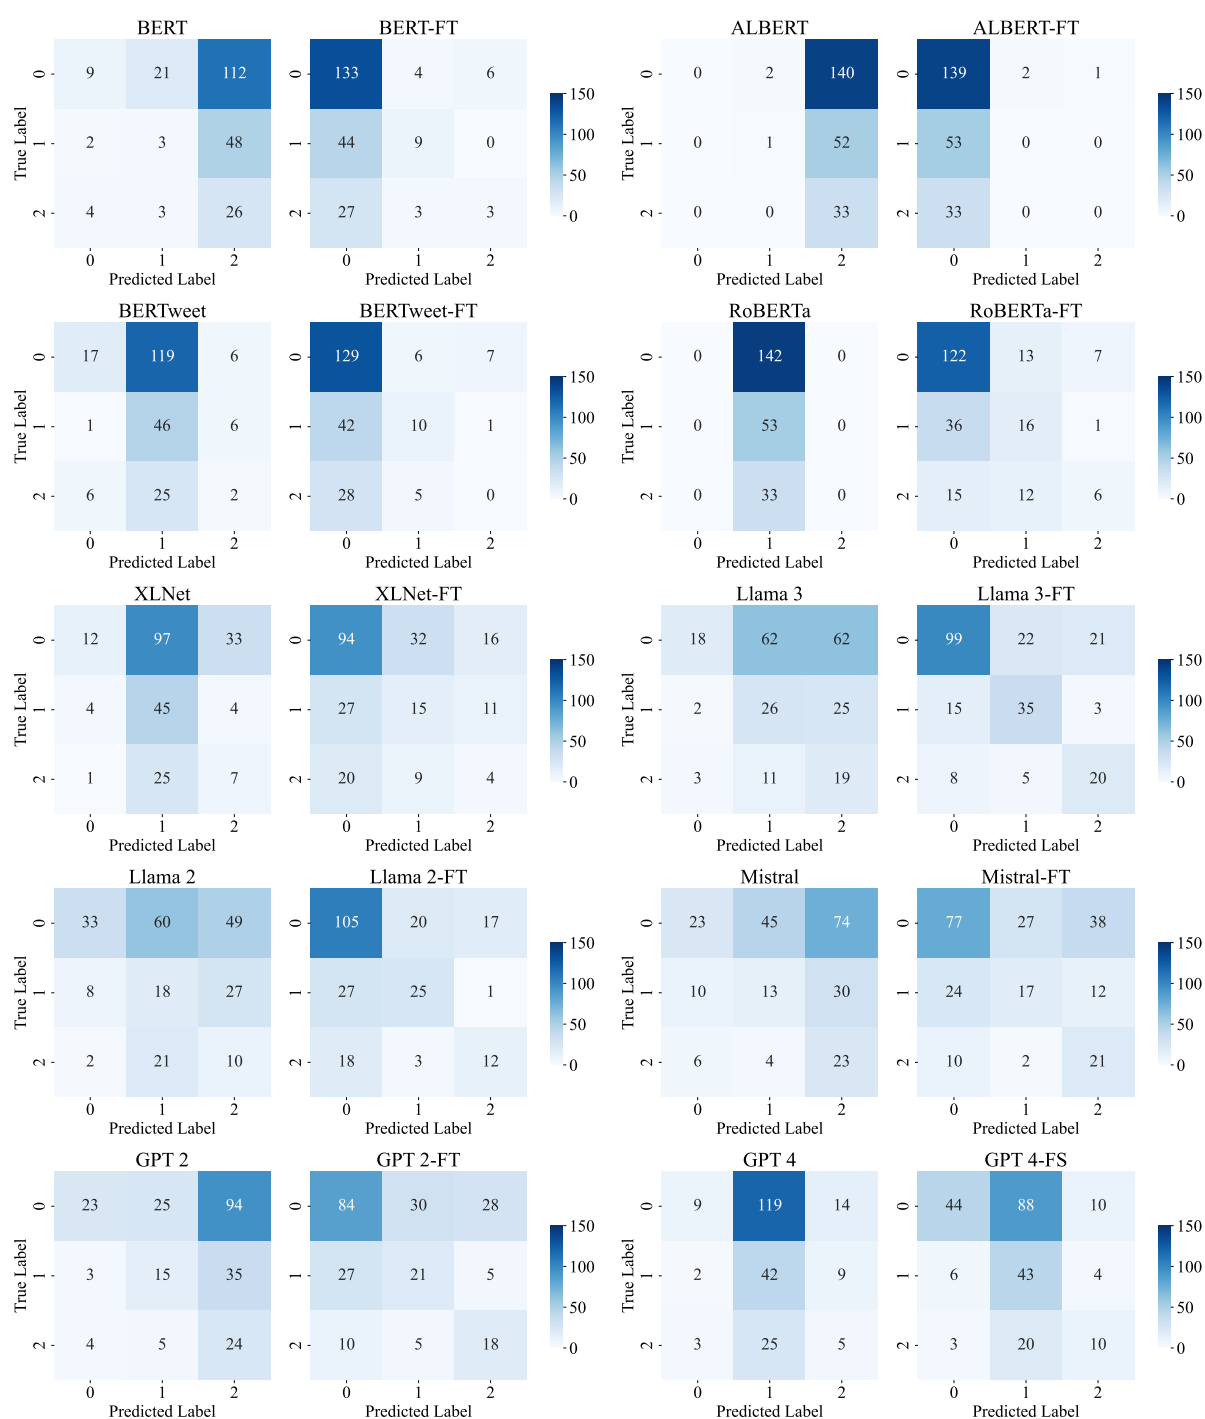 BERT BERT-FT ALBERT ALBERT-FT
True Label 0 9 21 112 0 133 4 6 True Label 0 0 2 140 0 139 2 1
1 2 3 48 1 44 9 0 1 0 1 52 1 53 0 0
2 4 3 26 2 27 3 3 2 0 0 33 2 33 0 0
150 100 50 0 150 100 50 0
0 1 2 0 1 2 0 1 2 0 1 2
Predicted Label Predicted Label Predicted Label Predicted Label
BERTweet BERTweet-FT RoBERTa RoBERTa-FT
True Label 0 17 119 6 0 129 6 7 True Label 0 0 142 0 0 122 13 7
1 1 46 6 1 42 10 1 1 0 53 0 1 36 16 1
2 6 25 2 2 28 5 0 2 0 33 0 2 15 12 6
150 100 50 0 150 100 50 0
0 1 2 0 1 2 0 1 2 0 1 2
Predicted Label Predicted Label Predicted Label Predicted Label
XLNet XLNet-FT Llama 3 Llama 3-FT
True Label 0 12 97 33 0 94 32 16 True Label 0 18 62 62 0 99 22 21
1 4 45 4 1 27 15 11 1 2 26 25 1 15 35 3
2 1 25 7 2 20 9 4 2 3 11 19 2 8 5 20
150 100 50 0 150 100 50 0
0 1 2 0 1 2 0 1 2 0 1 2
Predicted Label Predicted Label Predicted Label Predicted Label
Llama 2 Llama 2-FT Mistral Mistral-FT
True Label 0 33 60 49 0 105 20 17 True Label 0 23 45 74 0 77 27 38
1 8 18 27 1 27 25 1 1 10 13 30 1 24 17 12
2 2 21 10 2 18 3 12 2 6 4 23 2 10 2 21
150 100 50 0 150 100 50 0
0 1 2 0 1 2 0 1 2 0 1 2
Predicted Label Predicted Label Predicted Label Predicted Label
GPT 2 GPT 2-FT GPT 4 GPT 4-FS
True Label 0 23 25 94 0 84 30 28 True Label 0 9 119 14 0 44 88 10
1 3 15 35 1 27 21 5 1 2 42 9 1 6 43 4
2 4 5 24 2 10 5 18 2 3 25 5 2 3 20 10
150 100 50 0 150 100 50 0
0 1 2 0 1 2 0 1 2 0 1 2
Predicted Label Predicted Label Predicted Label Predicted Label